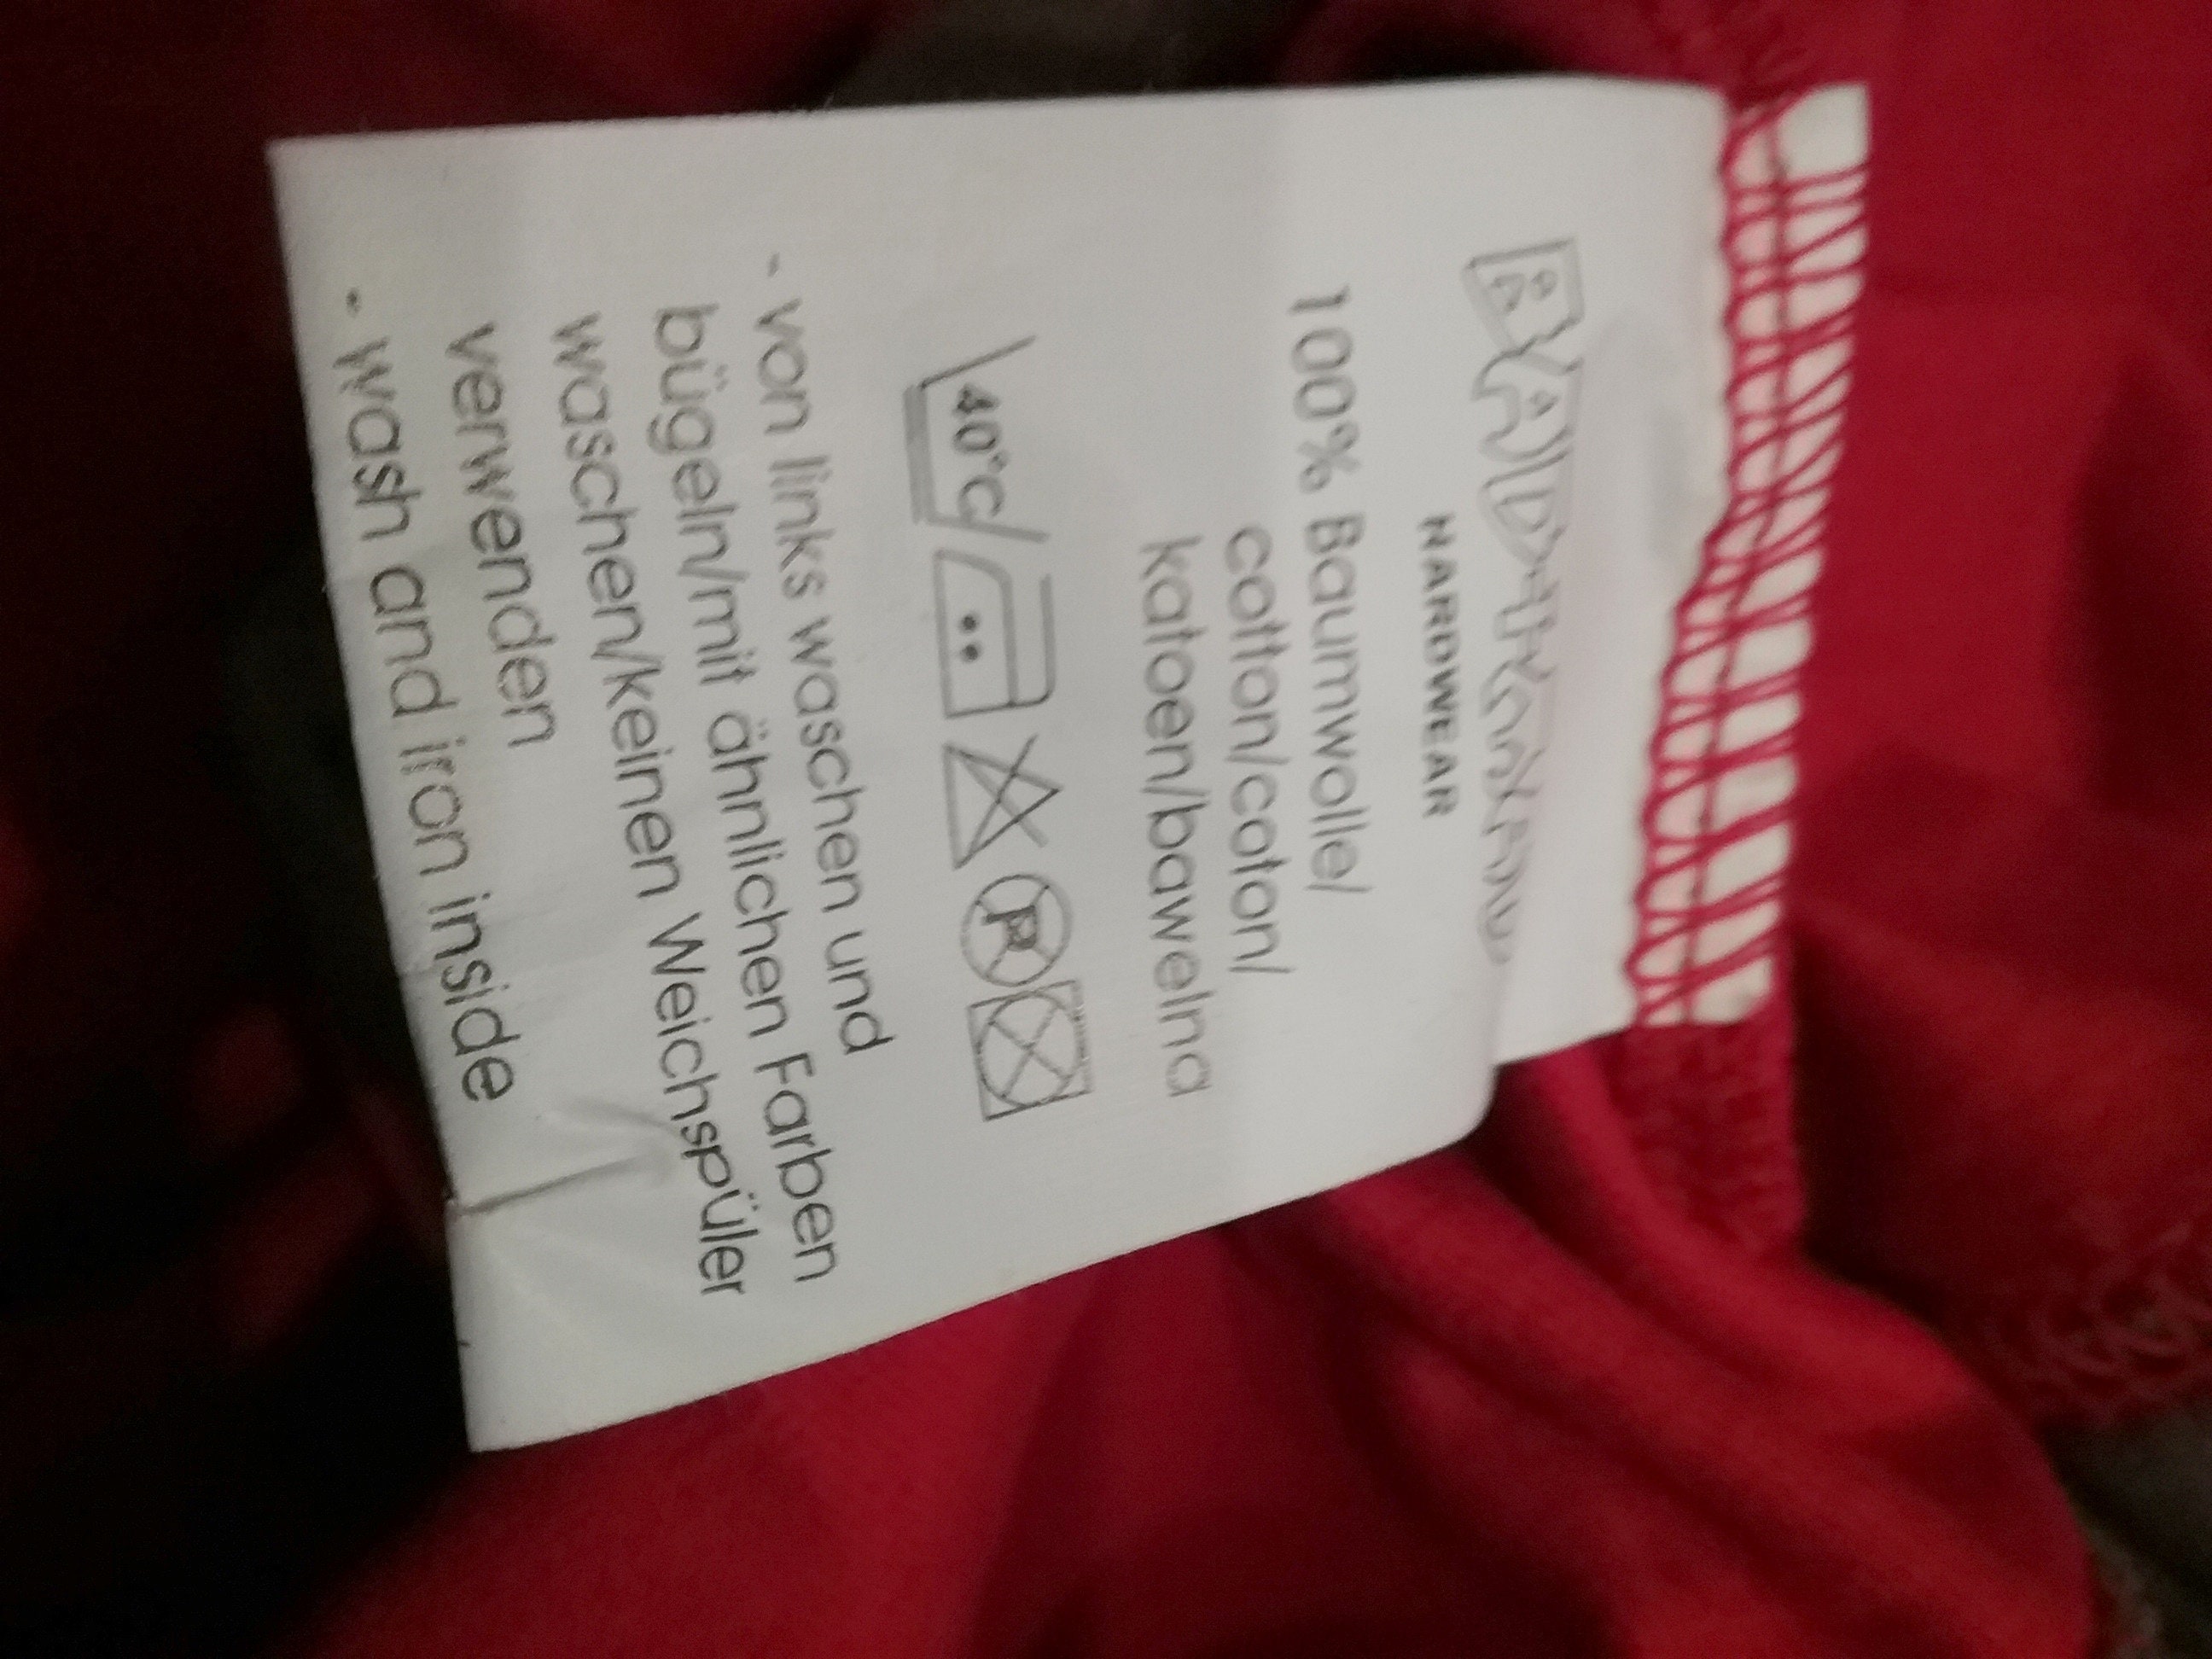 HARDWEAR
100% Baumwolle/
cotton/coton/
katoen/bawełna
40°C P
- von links waschen und
bügeln/mit ähnlichen Farben
waschen/keinen Weichspüler
verwenden
- wash and iron inside